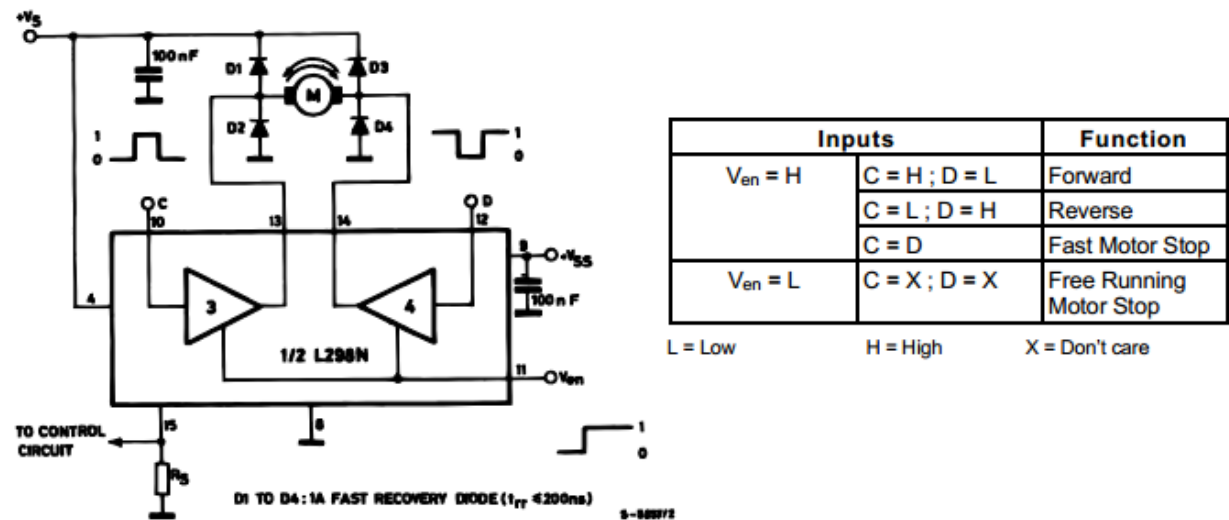 +VS
100nF
D1
D3
M
D2
D4
1
0
1
0
C
D
10
13
14
12
9
+VSS
4
3
4
100nF
1/2 L298N
11
Ven
15
8
TO CONTROL
CIRCUIT
RS
1
0
D1 TO D4 : 1A FAST RECOVERY DIODE (trr ≤200ns)
Inputs Function
Ven = H C = H ; D = L Forward
C = L ; D = H Reverse
C = D Fast Motor Stop
Ven = L C = X ; D = X Free Running
Motor Stop
L = Low H = High X = Don't care